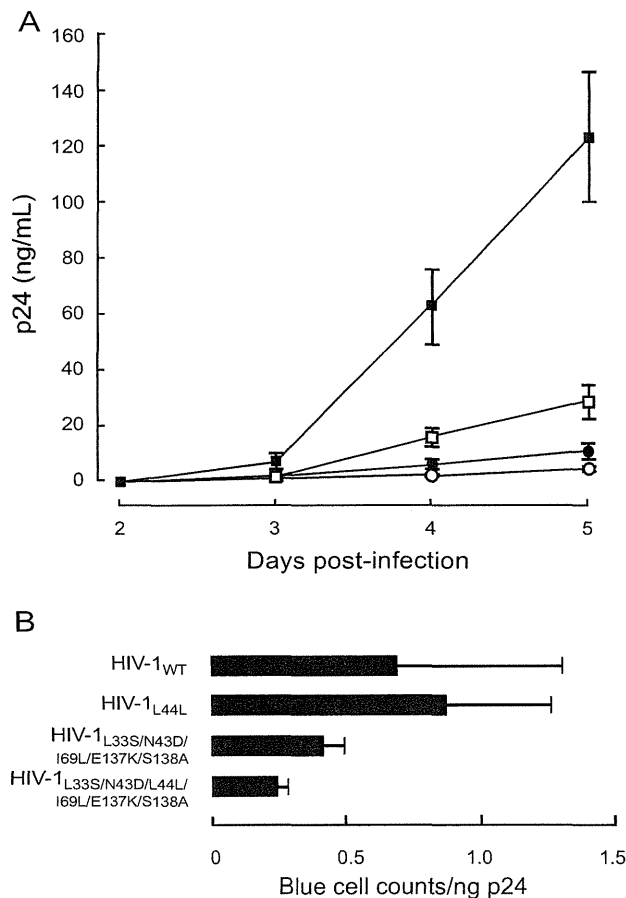 A
160
140
120
100
80
60
40
20
0
p24 (ng/mL)
2 3 4 5
Days post-infection
B
HIV-1WT
HIV-1L44L
HIV-1L33S/N43D/
I69L/E137K/S138A
HIV-1L33S/N43D/L44L/
I69L/E137K/S138A
0 0.5 1.0 1.5
Blue cell counts/ng p24